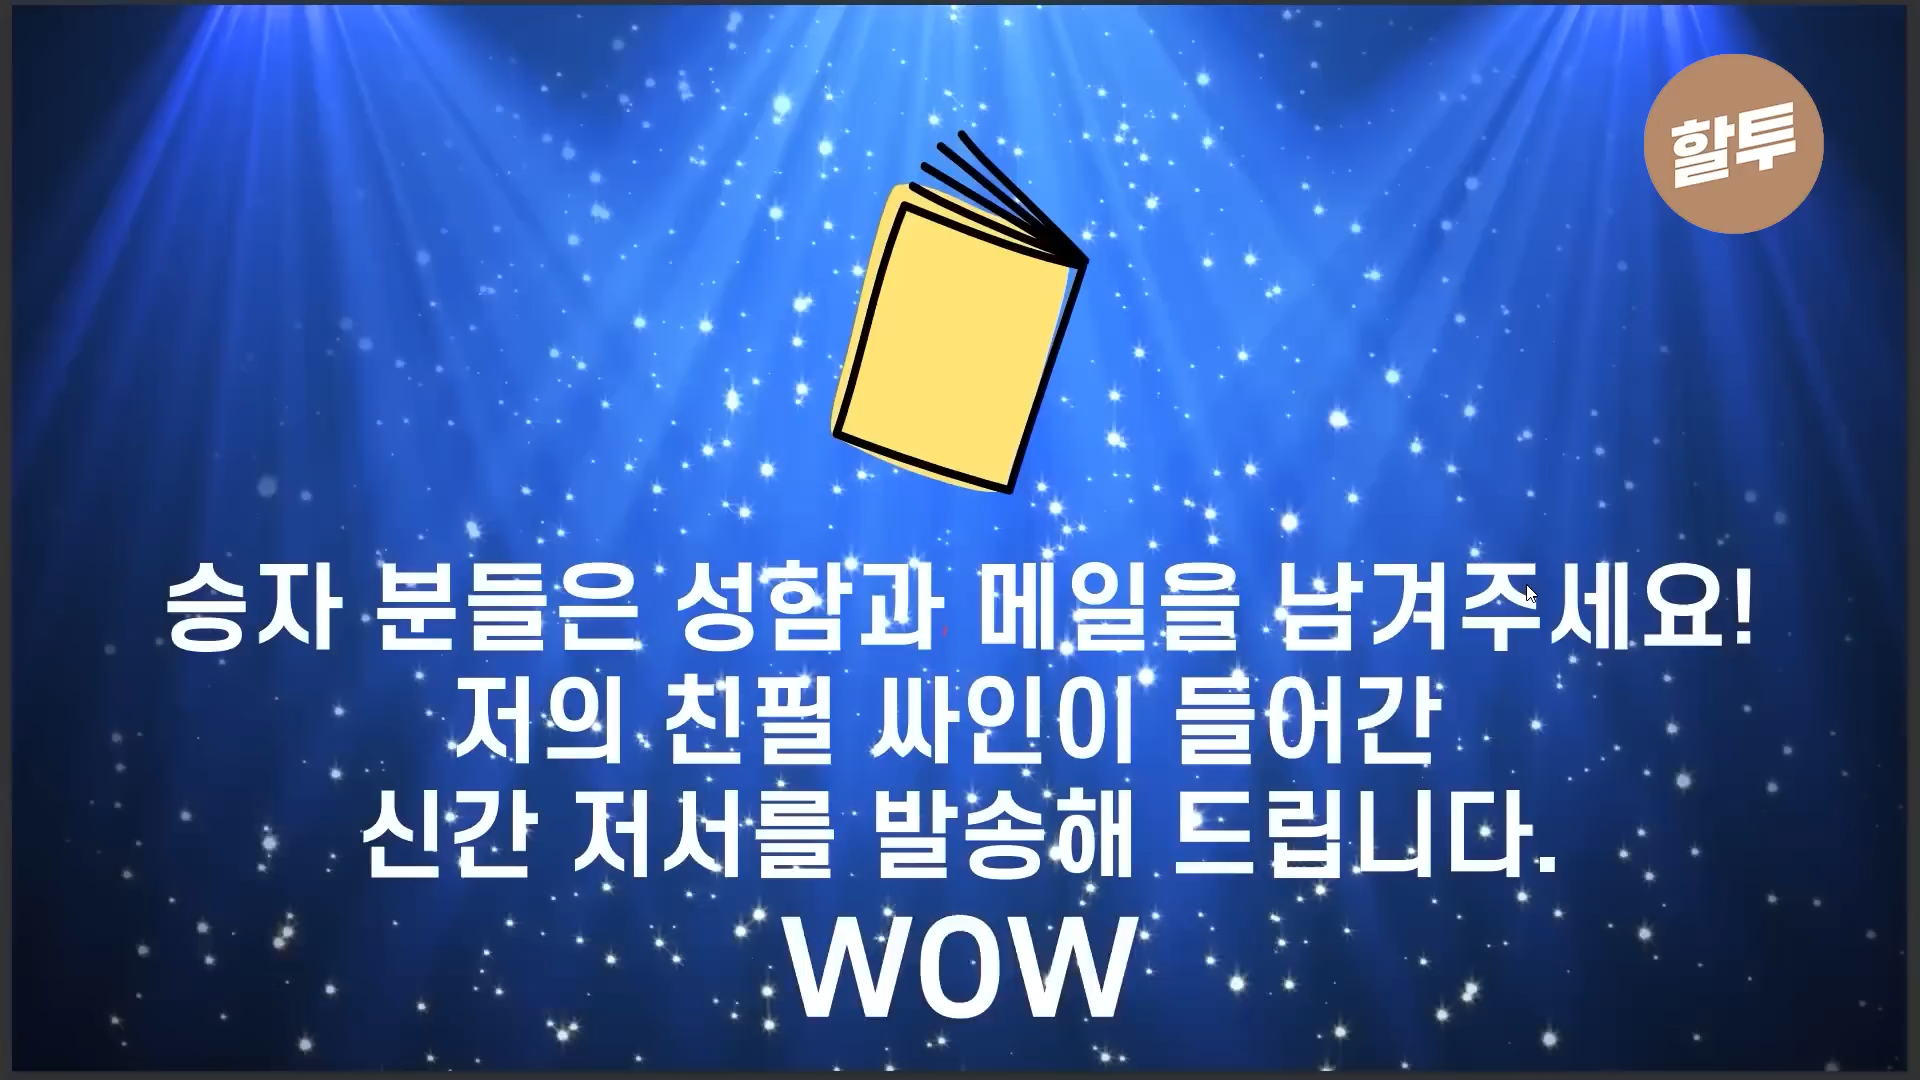 할투
승자 분들은 성함과 메일을 남겨주세요!
저의 친필 싸인이 들어간
신간 저서를 발송해 드립니다.
WOW